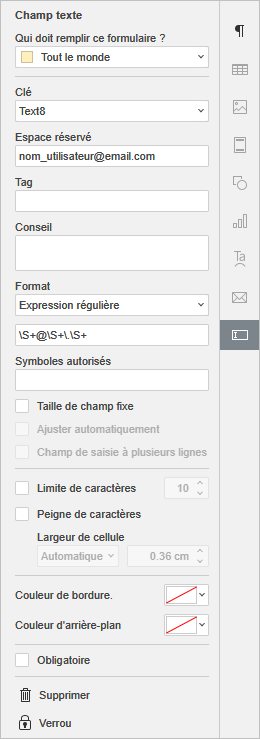 Champ texte
Qui doit remplir ce formulaire ?
Tout le monde
Clé
Text8
Espace réservé
nom_utilisateur@email.com
Tag
Conseil
Format
Expression régulière
\S+@\S+\.\S+
Symboles autorisés
Taille de champ fixe
Ajuster automatiquement
Champ de saisie à plusieurs lignes
Limite de caractères 10
Peigne de caractères
Largeur de cellule
Automatique 0.36 cm
Couleur de bordure.
Couleur d'arrière-plan
Obligatoire
Supprimer
Verrou
Ta